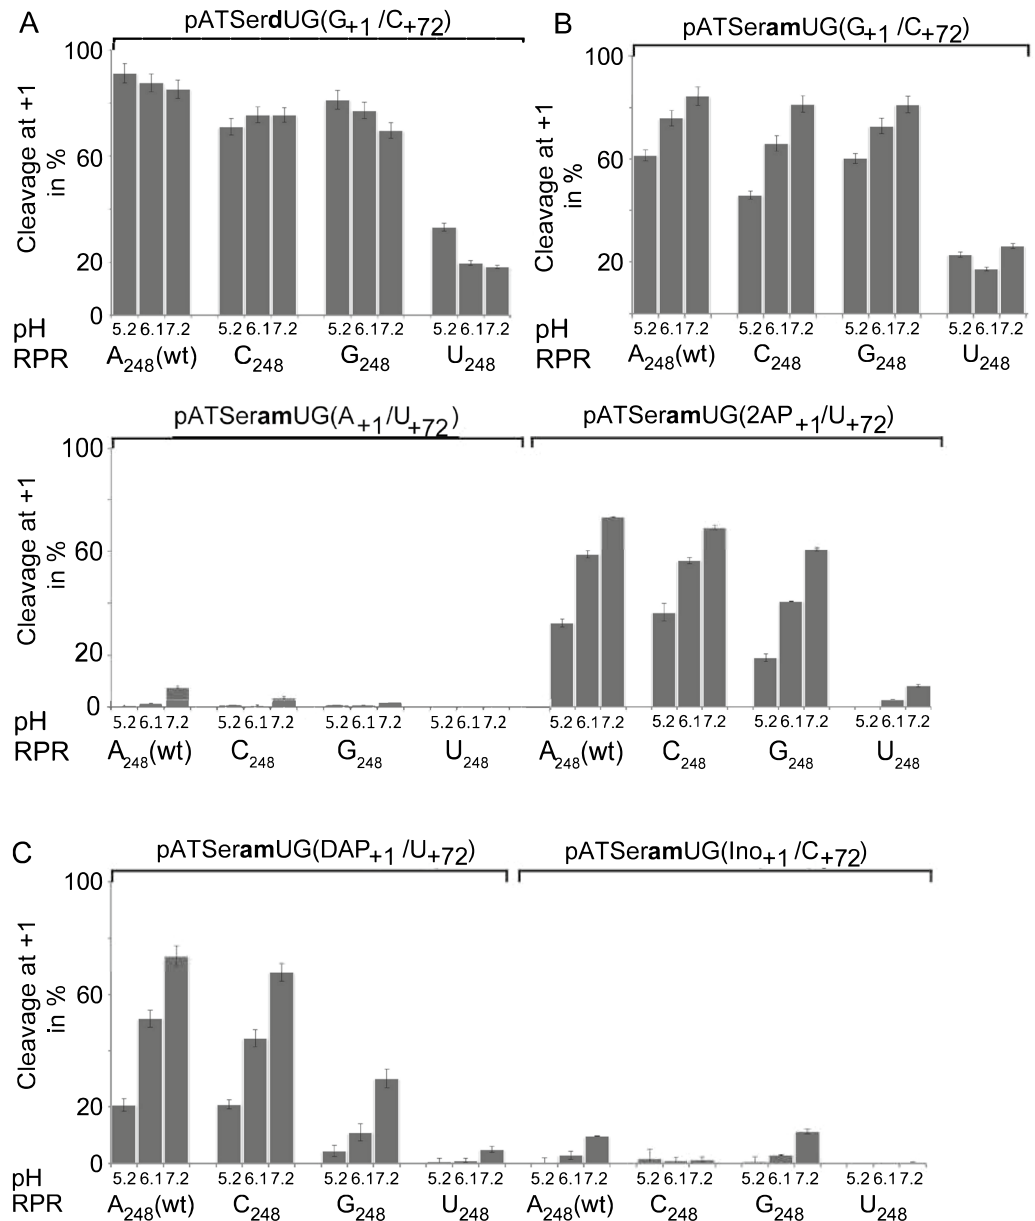 A
pATSerdUG(G+1 /C+72)
100
60
20
0
Cleavage at +1
in %
pH
5.2 6.1 7.2 5.2 6.1 7.2 5.2 6.1 7.2 5.2 6.1 7.2
RPR
A248(wt) C248 G248 U248
B
pATSeramUG(G+1 /C+72)
100
60
20
Cleavage at +1
in %
pH
5.2 6.1 7.2 5.2 6.1 7.2 5.2 6.1 7.2 5.2 6.1 7.2
RPR
A248(wt) C248 G248 U248
pATSeramUG(A+1/U+72) pATSeramUG(2AP+1/U+72)
100
60
20
0
Cleavage at +1
in %
pH
5.2 6.1 7.2 5.2 6.1 7.2 5.2 6.1 7.2 5.2 6.1 7.2 5.2 6.1 7.2 5.2 6.1 7.2 5.2 6.1 7.2 5.2 6.1 7.2
RPR
A248(wt) C248 G248 U248 A248(wt) C248 G248 U248
C
pATSeramUG(DAP+1 /U+72) pATSeramUG(Ino+1 /C+72)
100
60
20
0
Cleavage at +1
in %
pH
5.2 6.1 7.2 5.2 6.1 7.2 5.2 6.1 7.2 5.2 6.1 7.2 5.2 6.1 7.2 5.2 6.1 7.2 5.2 6.1 7.2 5.2 6.1 7.2
RPR
A248(wt) C248 G248 U248 A248(wt) C248 G248 U248